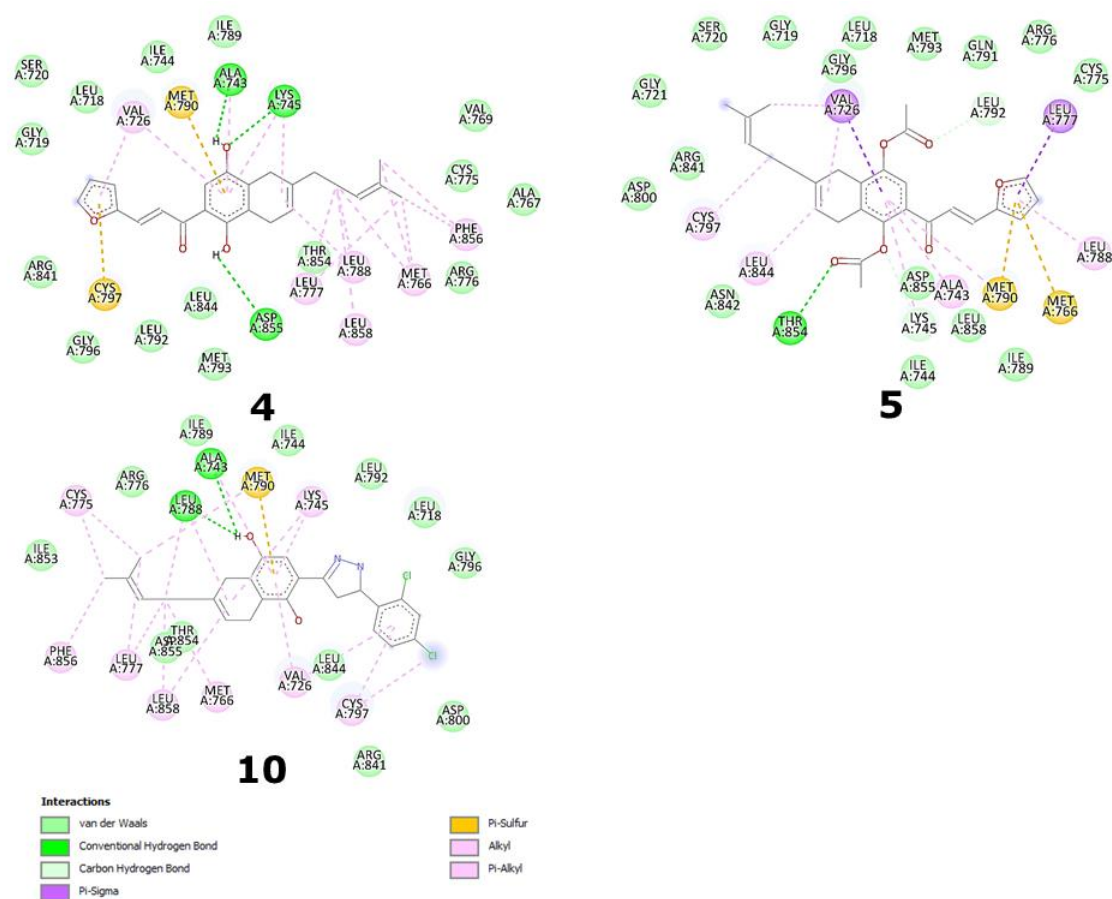 ILE
A:789
ILE
A:744
SER
A:720
ALA
A:743
LEU
A:718
MET
A:790
LYS
A:745
VAL
A:726
VAL
A:769
GLY
A:719
H
O
CYS
A:775
ALA
A:767
O
O
O
H
THR
A:854
PHE
A:856
ARG
A:841
LEU
A:788
LEU
A:777
MET
A:766
ARG
A:776
CYS
A:797
LEU
A:844
ASP
A:855
LEU
A:858
GLY
A:796
LEU
A:792
MET
A:793
4
SER
A:720
GLY
A:719
LEU
A:718
MET
A:793
GLN
A:791
ARG
A:776
GLY
A:796
CYS
A:775
GLY
A:721
VAL
A:726
LEU
A:792
LEU
A:777
O
O
ARG
A:841
ASP
A:800
O
CYS
A:797
O
O
O
LEU
A:844
LEU
A:788
ASP
A:855
ALA
A:743
MET
A:790
ASN
A:842
THR
A:854
LYS
A:745
LEU
A:858
MET
A:766
ILE
A:744
ILE
A:789
5
ILE
A:789
ILE
A:744
ALA
A:743
ARG
A:776
MET
A:790
LEU
A:792
CYS
A:775
LEU
A:788
LYS
A:745
LEU
A:718
H
O
ILE
A:853
N
N
GLY
A:796
Cl
O
Cl
THR
A:854
ASP
A:855
PHE
A:856
LEU
A:777
LEU
A:844
VAL
A:726
LEU
A:858
MET
A:766
CYS
A:797
ASP
A:800
ARG
A:841
10
Interactions
van der Waals
Conventional Hydrogen Bond
Carbon Hydrogen Bond
Pi-Sigma
Pi-Sulfur
Alkyl
Pi-Alkyl